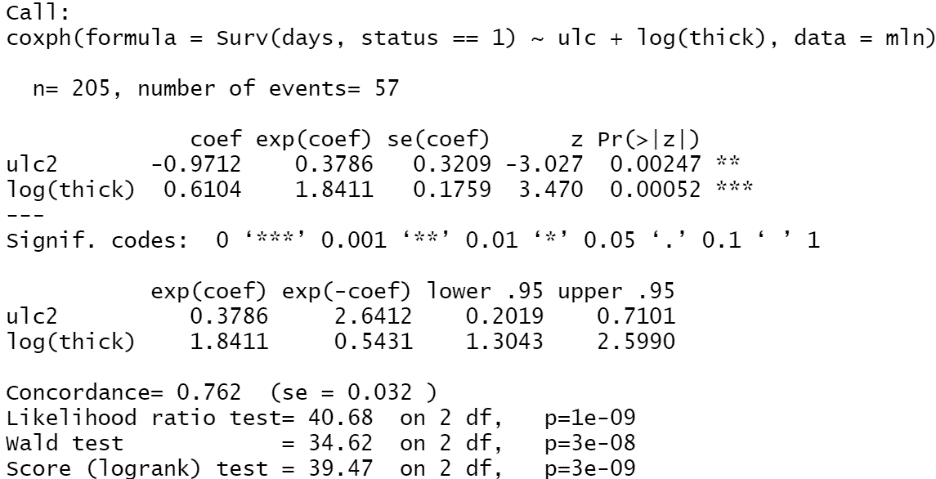 Call:
coxph(formula = Surv(days, status == 1) ~ ulc + log(thick), data = mln)
n= 205, number of events= 57
coef exp(coef) se(coef) z Pr(>|z|)
ulc2 -0.9712 0.3786 0.3209 -3.027 0.00247 **
log(thick) 0.6104 1.8411 0.1759 3.470 0.00052 ***
---
Signif. codes: 0 ‘***’ 0.001 ‘**’ 0.01 ‘*’ 0.05 ‘.’ 0.1 ‘ ’ 1
exp(coef) exp(-coef) lower .95 upper .95
ulc2 0.3786 2.6412 0.2019 0.7101
log(thick) 1.8411 0.5431 1.3043 2.5990
Concordance= 0.762 (se = 0.032 )
Likelihood ratio test= 40.68 on 2 df, p=1e-09
Wald test = 34.62 on 2 df, p=3e-08
Score (logrank) test = 39.47 on 2 df, p=3e-09